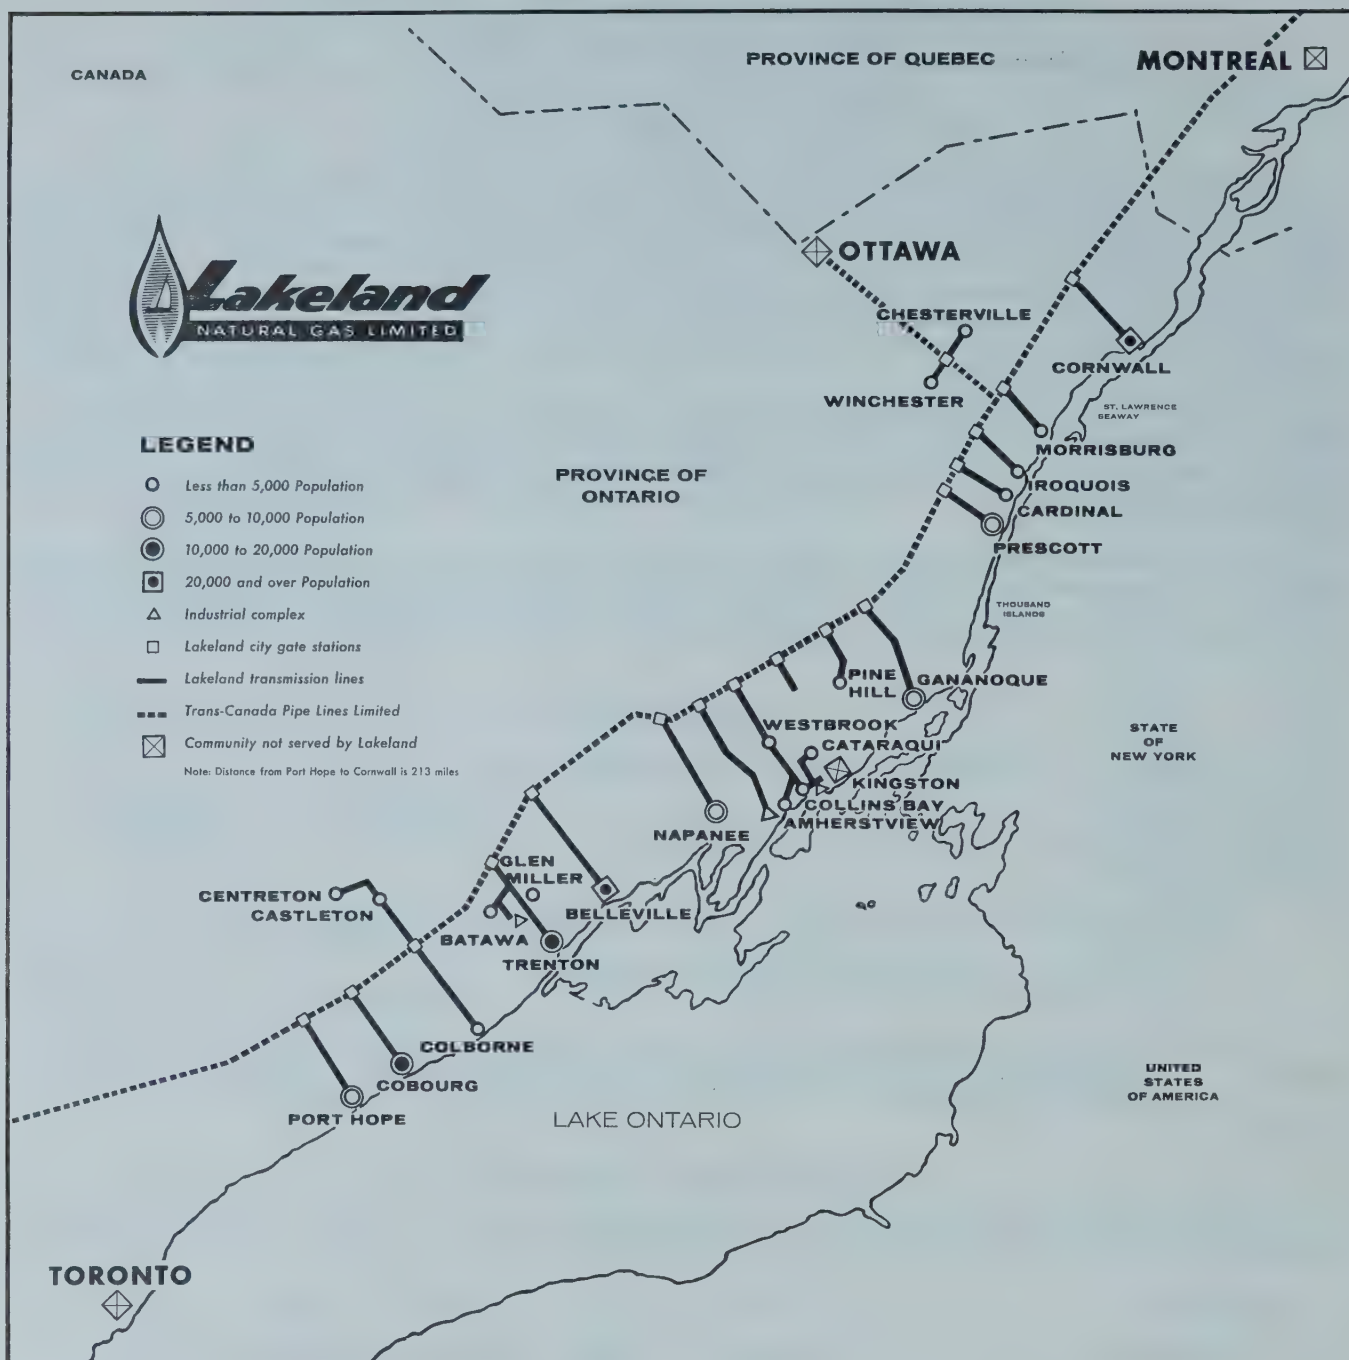 CANADA
PROVINCE OF QUEBEC
MONTREAL
OTTAWA
Lakeland
NATURAL GAS LIMITED
CHESTERVILLE
WINCHESTER
CORNWALL
ST. LAWRENCE
SEAWAY
MORRISBURG
IROQUOIS
CARDINAL
PRESCOTT
LEGEND
Less than 5,000 Population
5,000 to 10,000 Population
10,000 to 20,000 Population
20,000 and over Population
Industrial complex
Lakeland city gate stations
Lakeland transmission lines
Trans-Canada Pipe Lines Limited
Community not served by Lakeland
Note: Distance from Port Hope to Cornwall is 213 miles
PROVINCE OF
ONTARIO
THOUSAND
ISLANDS
PINE
HILL
GANANOQUE
WESTBROOK
CATARAQUI
KINGSTON
COLLINS BAY
AMHERSTVIEW
STATE
OF
NEW YORK
NAPANEE
GLEN
MILLER
CENTRETON
CASTLETON
BELLEVILLE
BATAWA
TRENTON
COLBORNE
COBOURG
PORT HOPE
LAKE ONTARIO
UNITED
STATES
OF AMERICA
TORONTO